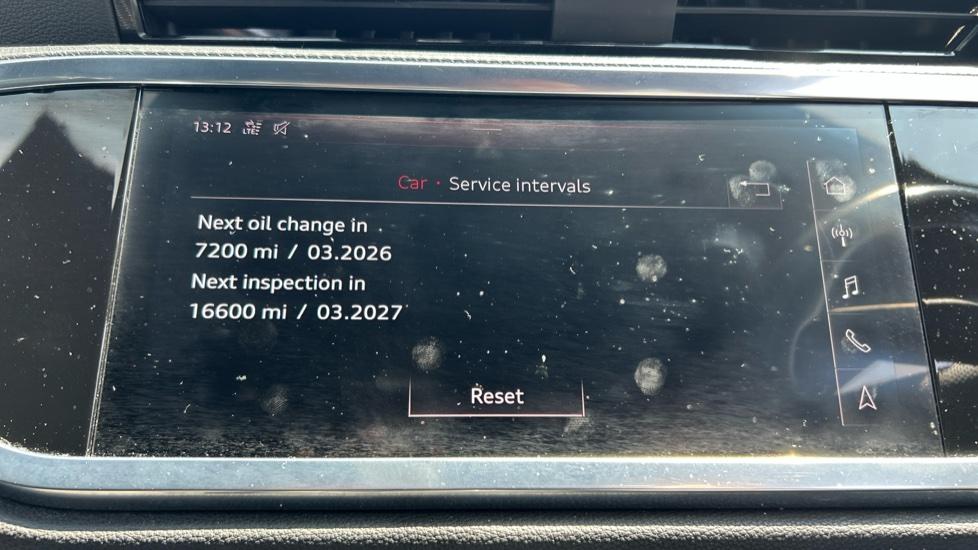 13:12 LTE
Car · Service intervals
Next oil change in
7200 mi / 03.2026
Next inspection in
16600 mi / 03.2027
Reset